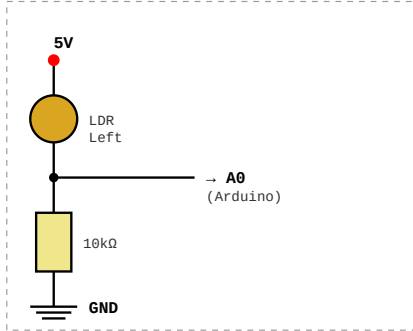 5V
LDR
Left
→ A0
(Arduino)
10kΩ
GND